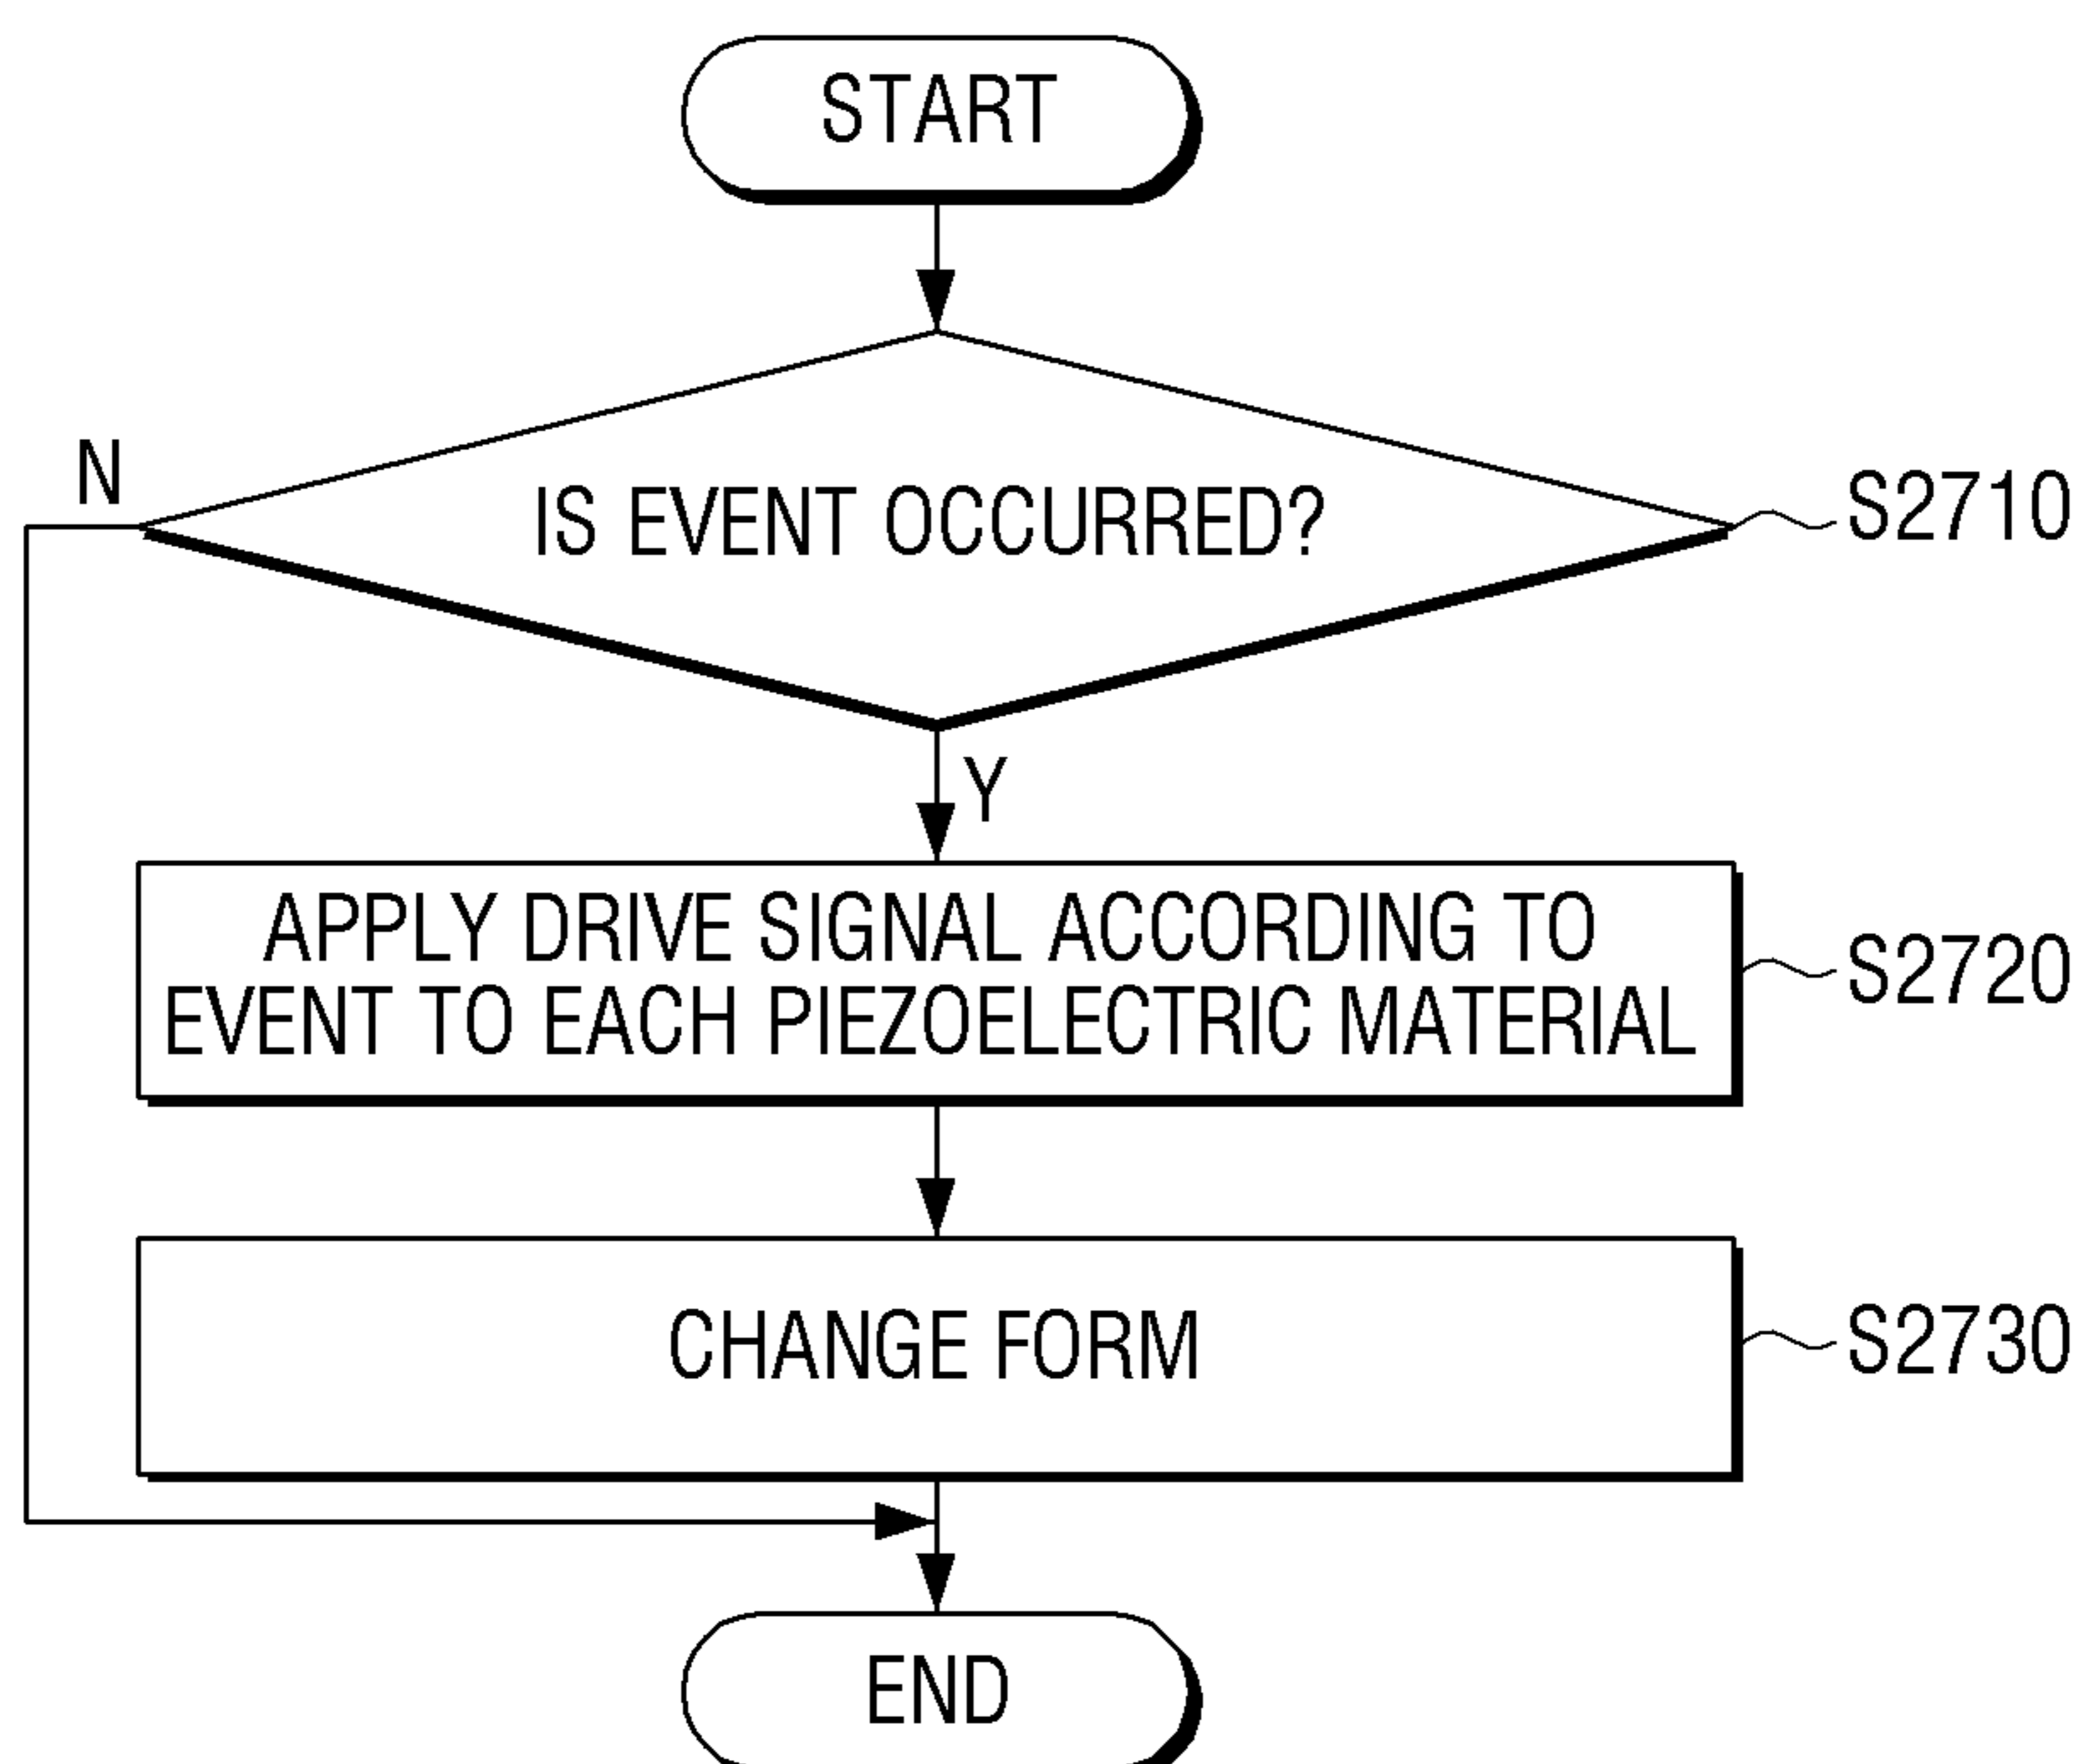 START
N
IS EVENT OCCURRED?
S2710
Y
APPLY DRIVE SIGNAL ACCORDING TO
EVENT TO EACH PIEZOELECTRIC MATERIAL
S2720
CHANGE FORM
S2730
END